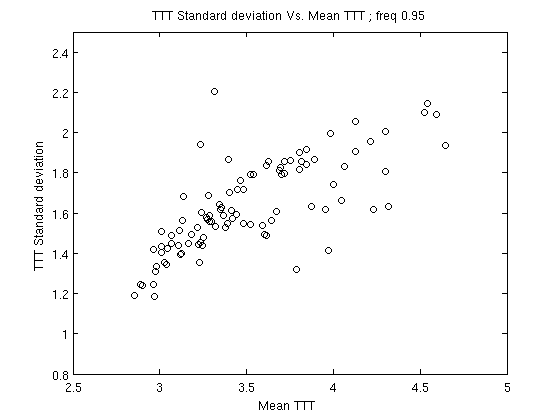 TTT Standard deviation Vs. Mean TTT ; freq 0.95
TTT Standard deviation
2.4
2.2
2
1.8
1.6
1.4
1.2
1
0.8
2.5 3 3.5 4 4.5 5
Mean TTT